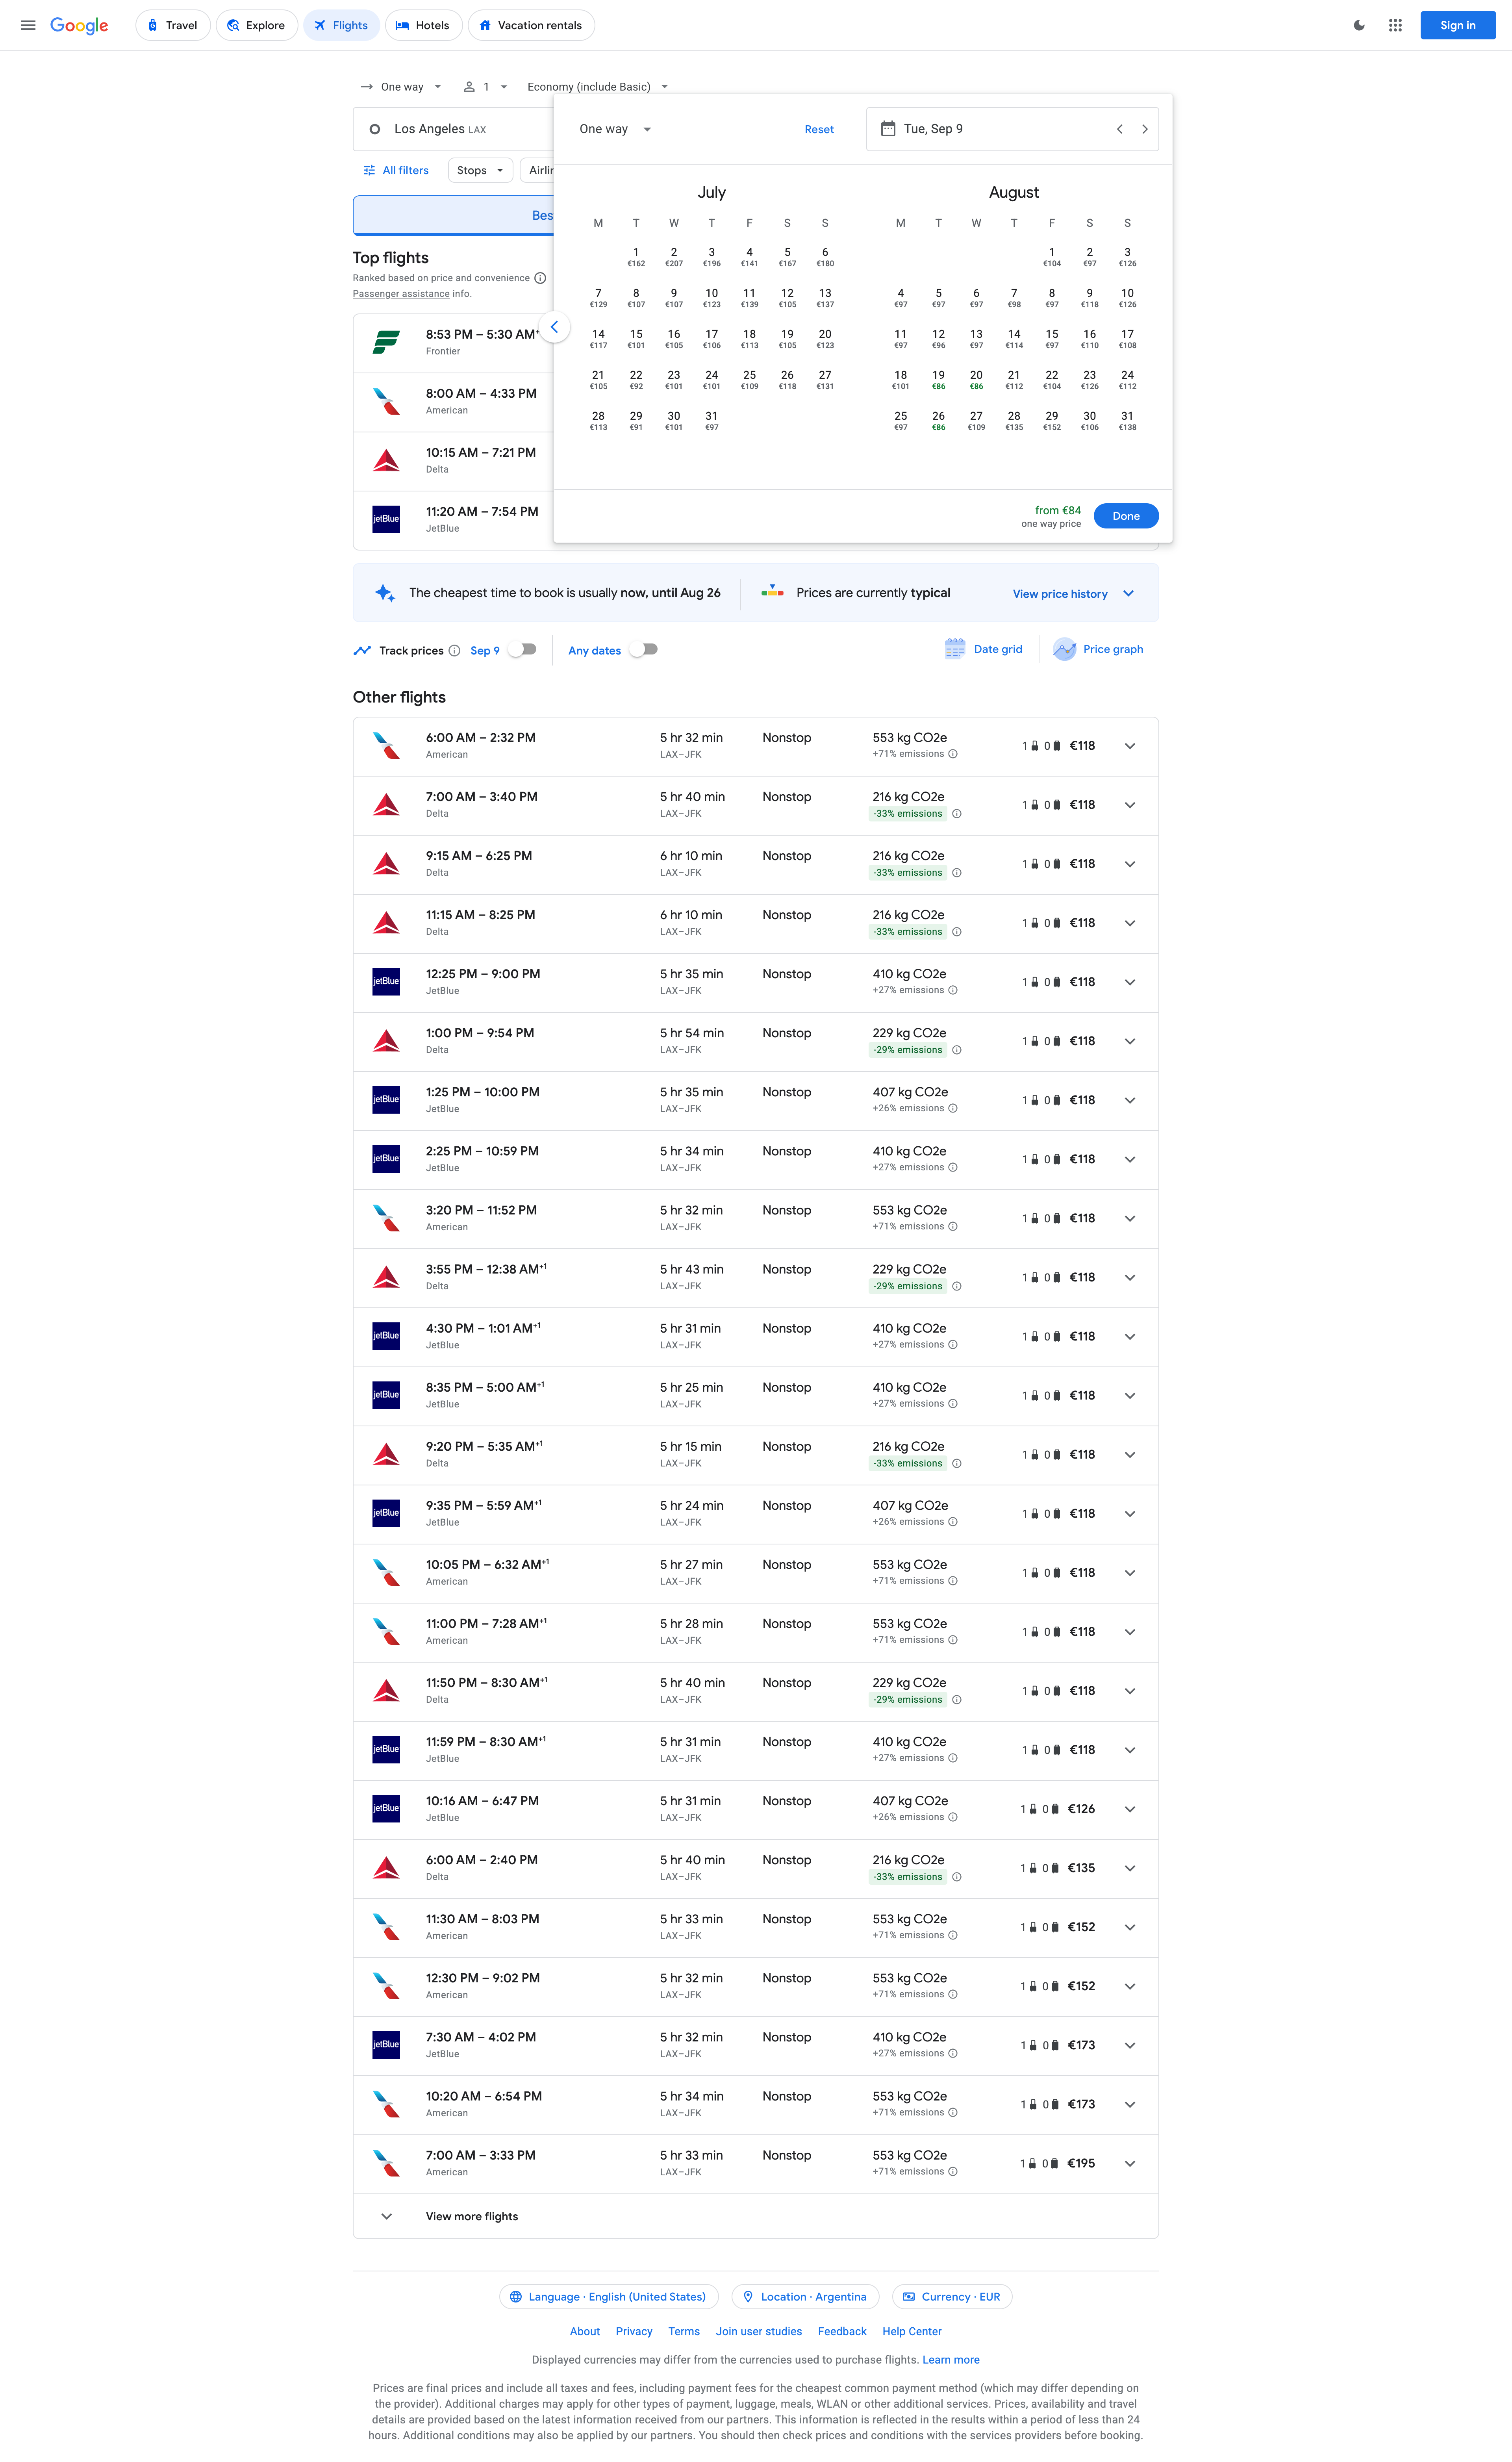 Google
Travel
Explore
Flights
Hotels
Vacation rentals
Sign in
One way
1
Economy (include Basic)
Los Angeles LAX
One way
Reset
Tue, Sep 9
All filters
Stops
Airlin
Bes
July
M T W T F S S
1 2 3 4 5 6
€162 €207 €196 €141 €167 €180
7 8 9 10 11 12 13
€129 €107 €107 €123 €139 €105 €137
14 15 16 17 18 19 20
€117 €101 €105 €106 €113 €105 €123
21 22 23 24 25 26 27
€105 €92 €101 €101 €109 €118 €131
28 29 30 31
€113 €91 €101 €97
August
M T W T F S S
1 2 3
€104 €97 €126
4 5 6 7 8 9 10
€97 €97 €97 €98 €97 €118 €126
11 12 13 14 15 16 17
€97 €96 €97 €114 €97 €110 €108
18 19 20 21 22 23 24
€101 €86 €86 €112 €104 €126 €112
25 26 27 28 29 30 31
€97 €86 €109 €135 €152 €106 €138
from €84
one way price
Done
Top flights
Ranked based on price and convenience
Passenger assistance info.
8:53 PM – 5:30 AM+
Frontier
8:00 AM – 4:33 PM
American
10:15 AM – 7:21 PM
Delta
jetBlue
11:20 AM – 7:54 PM
JetBlue
The cheapest time to book is usually now, until Aug 26
Prices are currently typical
View price history
Track prices
Sep 9
Any dates
Date grid
Price graph
Other flights
6:00 AM – 2:32 PM 5 hr 32 min Nonstop 553 kg CO2e 1 0 €118
American LAX–JFK +71% emissions
7:00 AM – 3:40 PM 5 hr 40 min Nonstop 216 kg CO2e 1 0 €118
Delta LAX–JFK -33% emissions
9:15 AM – 6:25 PM 6 hr 10 min Nonstop 216 kg CO2e 1 0 €118
Delta LAX–JFK -33% emissions
11:15 AM – 8:25 PM 6 hr 10 min Nonstop 216 kg CO2e 1 0 €118
Delta LAX–JFK -33% emissions
jetBlue 12:25 PM – 9:00 PM 5 hr 35 min Nonstop 410 kg CO2e 1 0 €118
JetBlue LAX–JFK +27% emissions
1:00 PM – 9:54 PM 5 hr 54 min Nonstop 229 kg CO2e 1 0 €118
Delta LAX–JFK -29% emissions
jetBlue 1:25 PM – 10:00 PM 5 hr 35 min Nonstop 407 kg CO2e 1 0 €118
JetBlue LAX–JFK +26% emissions
jetBlue 2:25 PM – 10:59 PM 5 hr 34 min Nonstop 410 kg CO2e 1 0 €118
JetBlue LAX–JFK +27% emissions
3:20 PM – 11:52 PM 5 hr 32 min Nonstop 553 kg CO2e 1 0 €118
American LAX–JFK +71% emissions
3:55 PM – 12:38 AM+1 5 hr 43 min Nonstop 229 kg CO2e 1 0 €118
Delta LAX–JFK -29% emissions
jetBlue 4:30 PM – 1:01 AM+1 5 hr 31 min Nonstop 410 kg CO2e 1 0 €118
JetBlue LAX–JFK +27% emissions
jetBlue 8:35 PM – 5:00 AM+1 5 hr 25 min Nonstop 410 kg CO2e 1 0 €118
JetBlue LAX–JFK +27% emissions
9:20 PM – 5:35 AM+1 5 hr 15 min Nonstop 216 kg CO2e 1 0 €118
Delta LAX–JFK -33% emissions
jetBlue 9:35 PM – 5:59 AM+1 5 hr 24 min Nonstop 407 kg CO2e 1 0 €118
JetBlue LAX–JFK +26% emissions
10:05 PM – 6:32 AM+1 5 hr 27 min Nonstop 553 kg CO2e 1 0 €118
American LAX–JFK +71% emissions
11:00 PM – 7:28 AM+1 5 hr 28 min Nonstop 553 kg CO2e 1 0 €118
American LAX–JFK +71% emissions
11:50 PM – 8:30 AM+1 5 hr 40 min Nonstop 229 kg CO2e 1 0 €118
Delta LAX–JFK -29% emissions
jetBlue 11:59 PM – 8:30 AM+1 5 hr 31 min Nonstop 410 kg CO2e 1 0 €118
JetBlue LAX–JFK +27% emissions
jetBlue 10:16 AM – 6:47 PM 5 hr 31 min Nonstop 407 kg CO2e 1 0 €126
JetBlue LAX–JFK +26% emissions
6:00 AM – 2:40 PM 5 hr 40 min Nonstop 216 kg CO2e 1 0 €135
Delta LAX–JFK -33% emissions
11:30 AM – 8:03 PM 5 hr 33 min Nonstop 553 kg CO2e 1 0 €152
American LAX–JFK +71% emissions
12:30 PM – 9:02 PM 5 hr 32 min Nonstop 553 kg CO2e 1 0 €152
American LAX–JFK +71% emissions
jetBlue 7:30 AM – 4:02 PM 5 hr 32 min Nonstop 410 kg CO2e 1 0 €173
JetBlue LAX–JFK +27% emissions
10:20 AM – 6:54 PM 5 hr 34 min Nonstop 553 kg CO2e 1 0 €173
American LAX–JFK +71% emissions
7:00 AM – 3:33 PM 5 hr 33 min Nonstop 553 kg CO2e 1 0 €195
American LAX–JFK +71% emissions
View more flights
Language · English (United States)
Location · Argentina
Currency · EUR
About Privacy Terms Join user studies Feedback Help Center
Displayed currencies may differ from the currencies used to purchase flights. Learn more
Prices are final prices and include all taxes and fees, including payment fees for the cheapest common payment method (which may differ depending on
the provider). Additional charges may apply for other types of payment, luggage, meals, WLAN or other additional services. Prices, availability and travel
details are provided based on the latest information received from our partners. This information is reflected in the results within a period of less than 24
hours. Additional conditions may also be applied by our partners. You should then check prices and conditions with the services providers before booking.